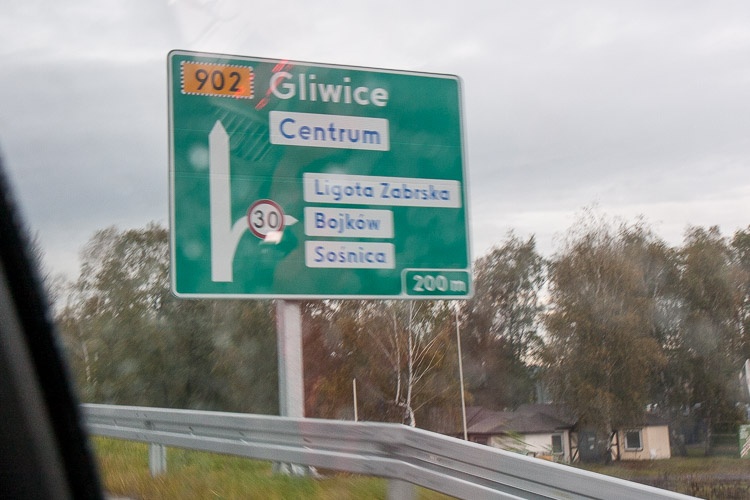 902 Gliwice
Centrum
Ligota Zabrska
30 Bojków
Sośnica
200 m